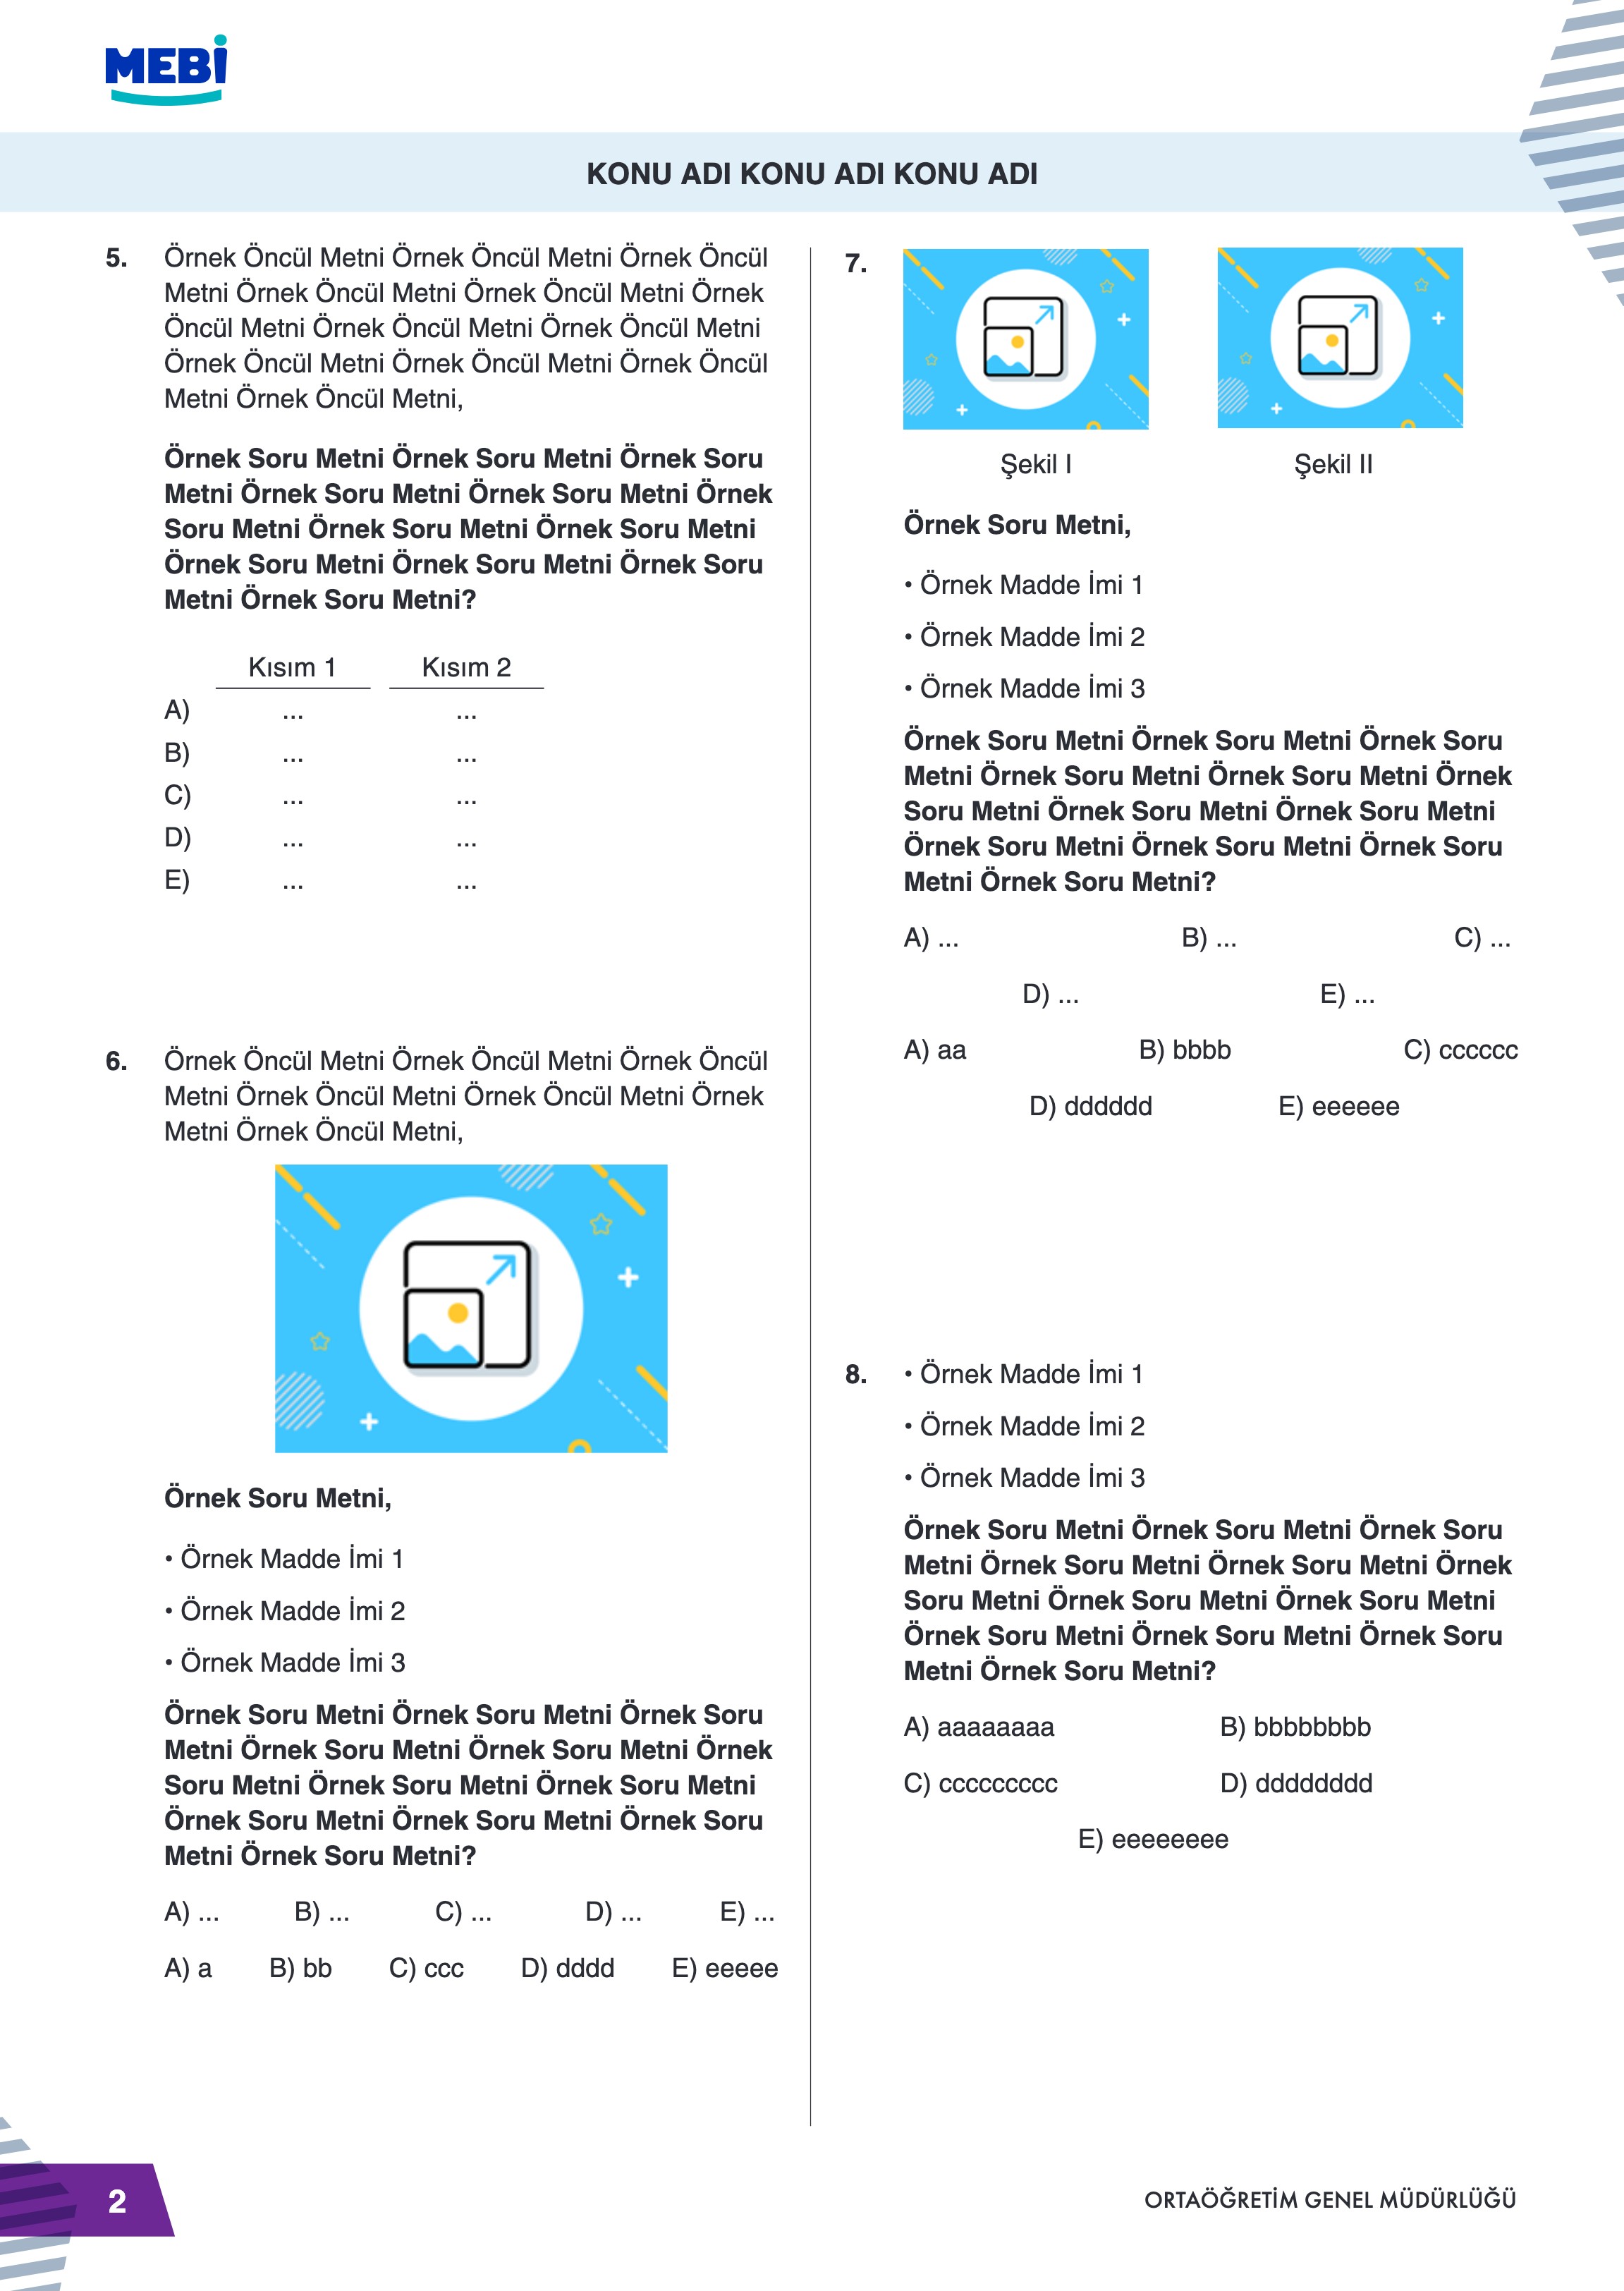 MEBİ
KONU ADI KONU ADI KONU ADI
5. Örnek Öncül Metni Örnek Öncül Metni Örnek Öncül
Metni Örnek Öncül Metni Örnek Öncül Metni Örnek
Öncül Metni Örnek Öncül Metni Örnek Öncül Metni
Örnek Öncül Metni Örnek Öncül Metni Örnek Öncül
Metni Örnek Öncül Metni,
Örnek Soru Metni Örnek Soru Metni Örnek Soru
Metni Örnek Soru Metni Örnek Soru Metni Örnek
Soru Metni Örnek Soru Metni Örnek Soru Metni
Örnek Soru Metni Örnek Soru Metni Örnek Soru
Metni Örnek Soru Metni?
Kısım 1 Kısım 2
A) ... ...
B) ... ...
C) ... ...
D) ... ...
E) ... ...
6. Örnek Öncül Metni Örnek Öncül Metni Örnek Öncül
Metni Örnek Öncül Metni Örnek Öncül Metni Örnek
Metni Örnek Öncül Metni,
Örnek Soru Metni,
• Örnek Madde İmi 1
• Örnek Madde İmi 2
• Örnek Madde İmi 3
Örnek Soru Metni Örnek Soru Metni Örnek Soru
Metni Örnek Soru Metni Örnek Soru Metni Örnek
Soru Metni Örnek Soru Metni Örnek Soru Metni
Örnek Soru Metni Örnek Soru Metni Örnek Soru
Metni Örnek Soru Metni?
A) ... B) ... C) ... D) ... E) ...
A) a B) bb C) ccc D) dddd E) eeeee
7.
Şekil I Şekil II
Örnek Soru Metni,
• Örnek Madde İmi 1
• Örnek Madde İmi 2
• Örnek Madde İmi 3
Örnek Soru Metni Örnek Soru Metni Örnek Soru
Metni Örnek Soru Metni Örnek Soru Metni Örnek
Soru Metni Örnek Soru Metni Örnek Soru Metni
Örnek Soru Metni Örnek Soru Metni Örnek Soru
Metni Örnek Soru Metni?
A) ... B) ... C) ...
D) ... E) ...
A) aa B) bbbb C) cccccc
D) dddddd E) eeeeee
8. • Örnek Madde İmi 1
• Örnek Madde İmi 2
• Örnek Madde İmi 3
Örnek Soru Metni Örnek Soru Metni Örnek Soru
Metni Örnek Soru Metni Örnek Soru Metni Örnek
Soru Metni Örnek Soru Metni Örnek Soru Metni
Örnek Soru Metni Örnek Soru Metni Örnek Soru
Metni Örnek Soru Metni?
A) aaaaaaaa B) bbbbbbbb
C) ccccccccc D) dddddddd
E) eeeeeeee
2
ORTAÖĞRETİM GENEL MÜDÜRLÜĞÜ